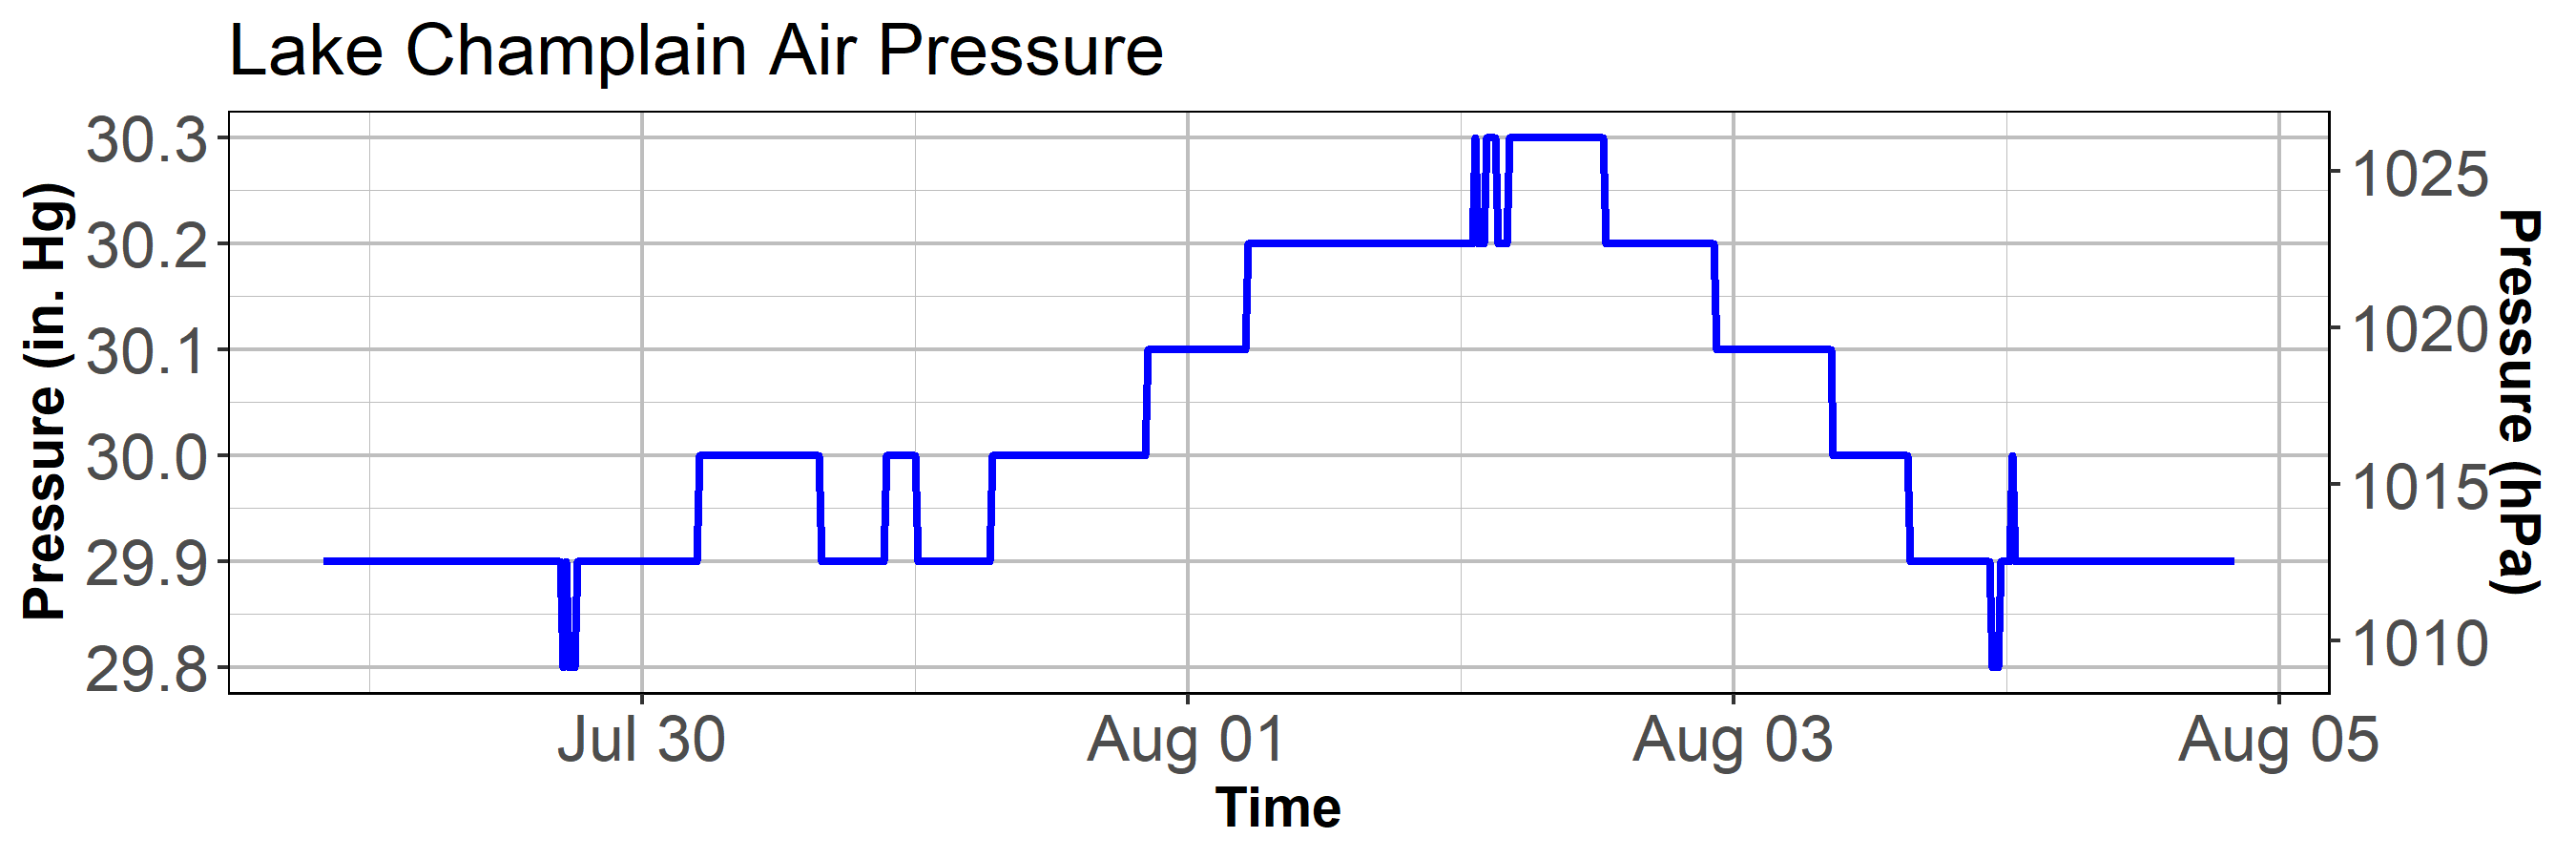 Lake Champlain Air Pressure
Pressure (in. Hg)
30.3
30.2
30.1
30.0
29.9
29.8
1025
1020
1015
1010
Pressure (hPa)
Jul 30 Aug 01 Aug 03 Aug 05
Time